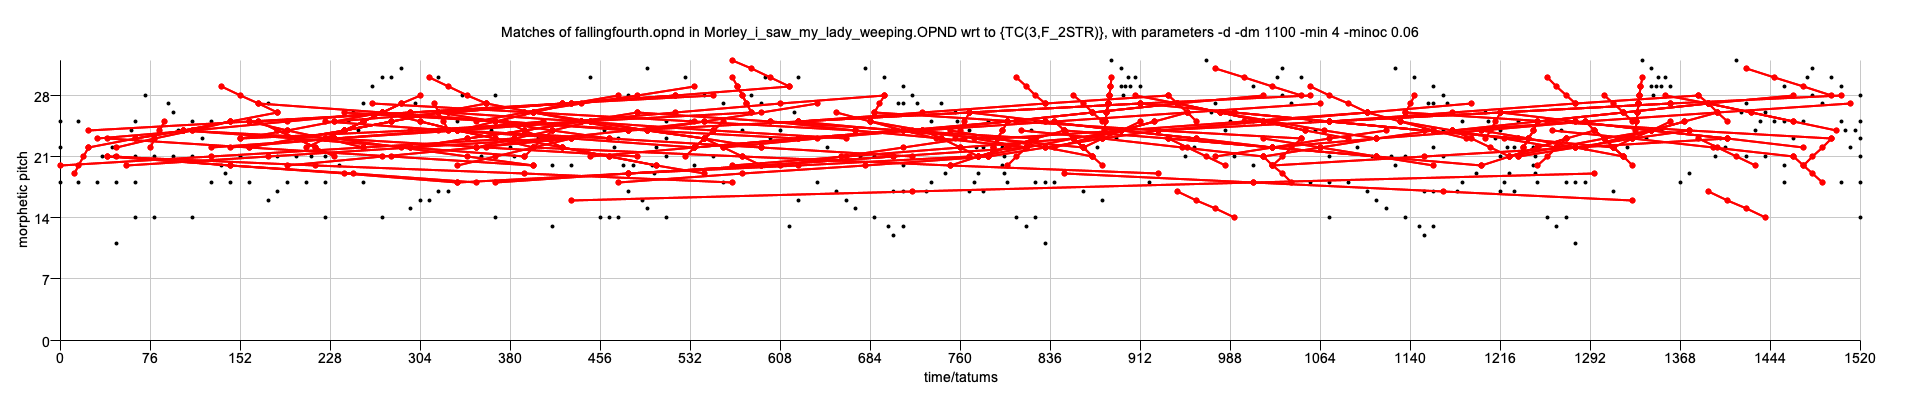 Matches of fallingfourth.opnd in Morley_i_saw_my_lady_weeping.OPND wrt to {TC(3,F_2STR)}, with parameters -d -dm 1100 -min 4 -minoc 0.06
morphetic pitch
28
21
14
7
0
0 76 152 228 304 380 456 532 608 684 760 836 912 988 1064 1140 1216 1292 1368 1444 1520
time/tatums